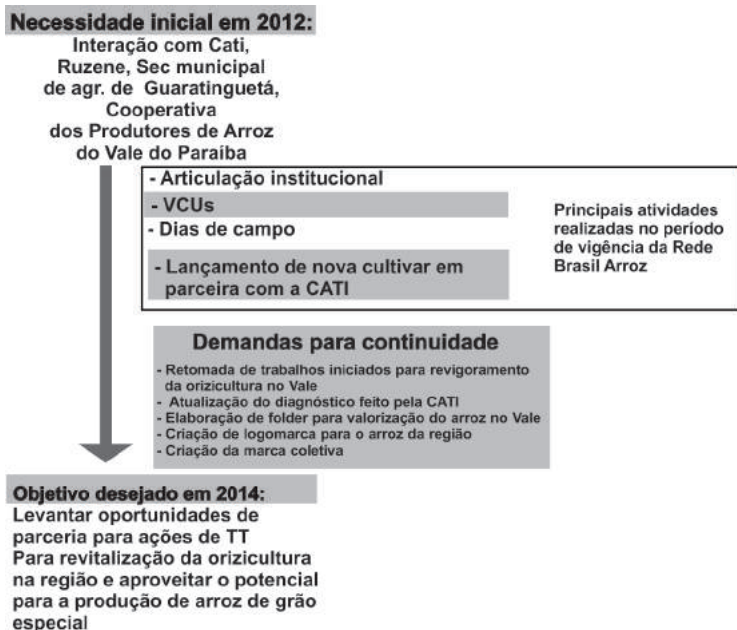 Necessidade inicial em 2012:
Interação com Cati,
Ruzene, Sec municipal
de agr. de Guaratinguetá,
Cooperativa
dos Produtores de Arroz
do Vale do Paraíba
- Articulação institucional
- VCUs
- Dias de campo
- Lançamento de nova cultivar em
parceira com a CATI
Principais atividades
realizadas no período
de vigência da Rede
Brasil Arroz
Demandas para continuidade
- Retomada de trabalhos iniciados para revigoramento
da orizicultura no Vale
- Atualização do diagnóstico feito pela CATI
- Elaboração de folder para valorização do arroz no Vale
- Criação de logomarca para o arroz da região
- Criação da marca coletiva
Objetivo desejado em 2014:
Levantar oportunidades de
parceria para ações de TT
Para revitalização da orizicultura
na região e aproveitar o potencial
para a produção de arroz de grão
especial